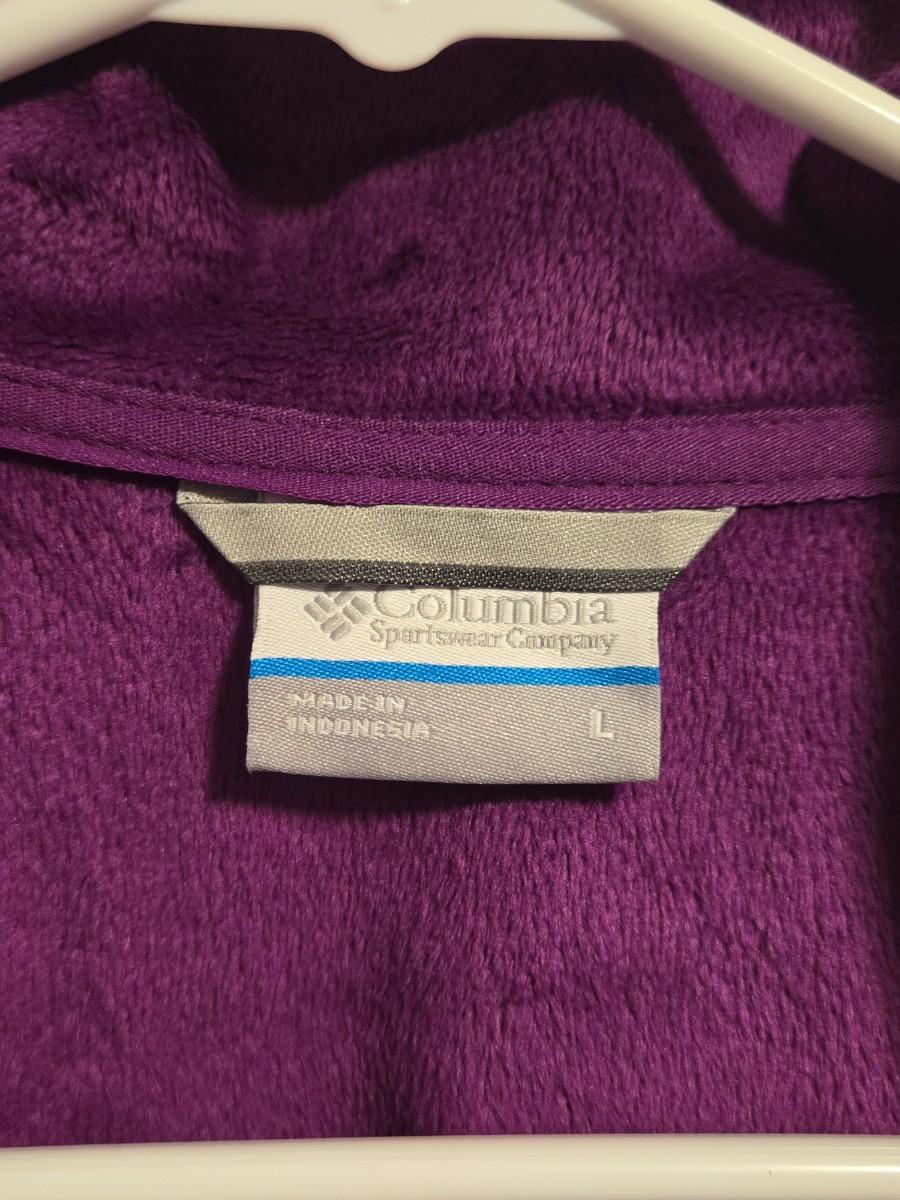 Columbia
Sportswear Company
MADE IN
INDONESIA
L